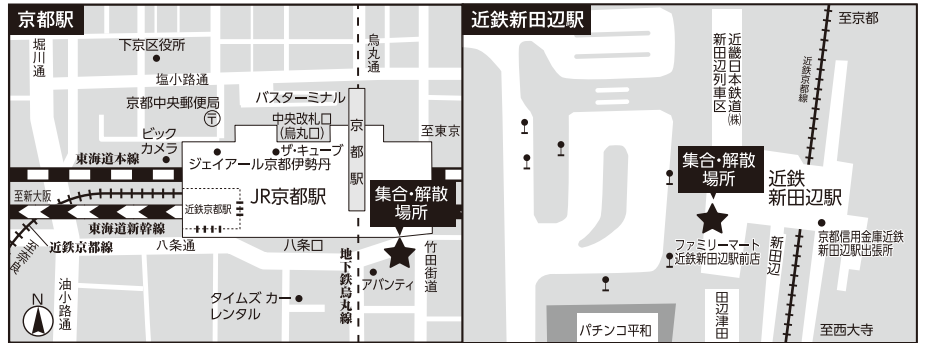 京都駅
堀川通
下京区役所
烏丸通
塩小路通
京都中央郵便局
〒
バスターミナル
中央改札口
(烏丸口)
京都駅
至東京
ビック
カメラ
ザ・キューブ
ジェイアール京都伊勢丹
東海道本線
至新大阪
近鉄京都駅
JR京都駅
集合・解散
場所
東海道新幹線
近鉄京都線
至奈良
八条通
八条口
地下鉄烏丸線
竹田街道
アバンティ
油小路通
タイムズ カー
レンタル
N
近鉄新田辺駅
至京都
近畿日本鉄道㈱
新田辺列車区
近鉄京都線
集合・解散
場所
近鉄
新田辺駅
ファミリーマート
近鉄新田辺駅前店
新田辺
京都信用金庫近鉄
新田辺駅出張所
田辺津田
パチンコ平和
至西大寺